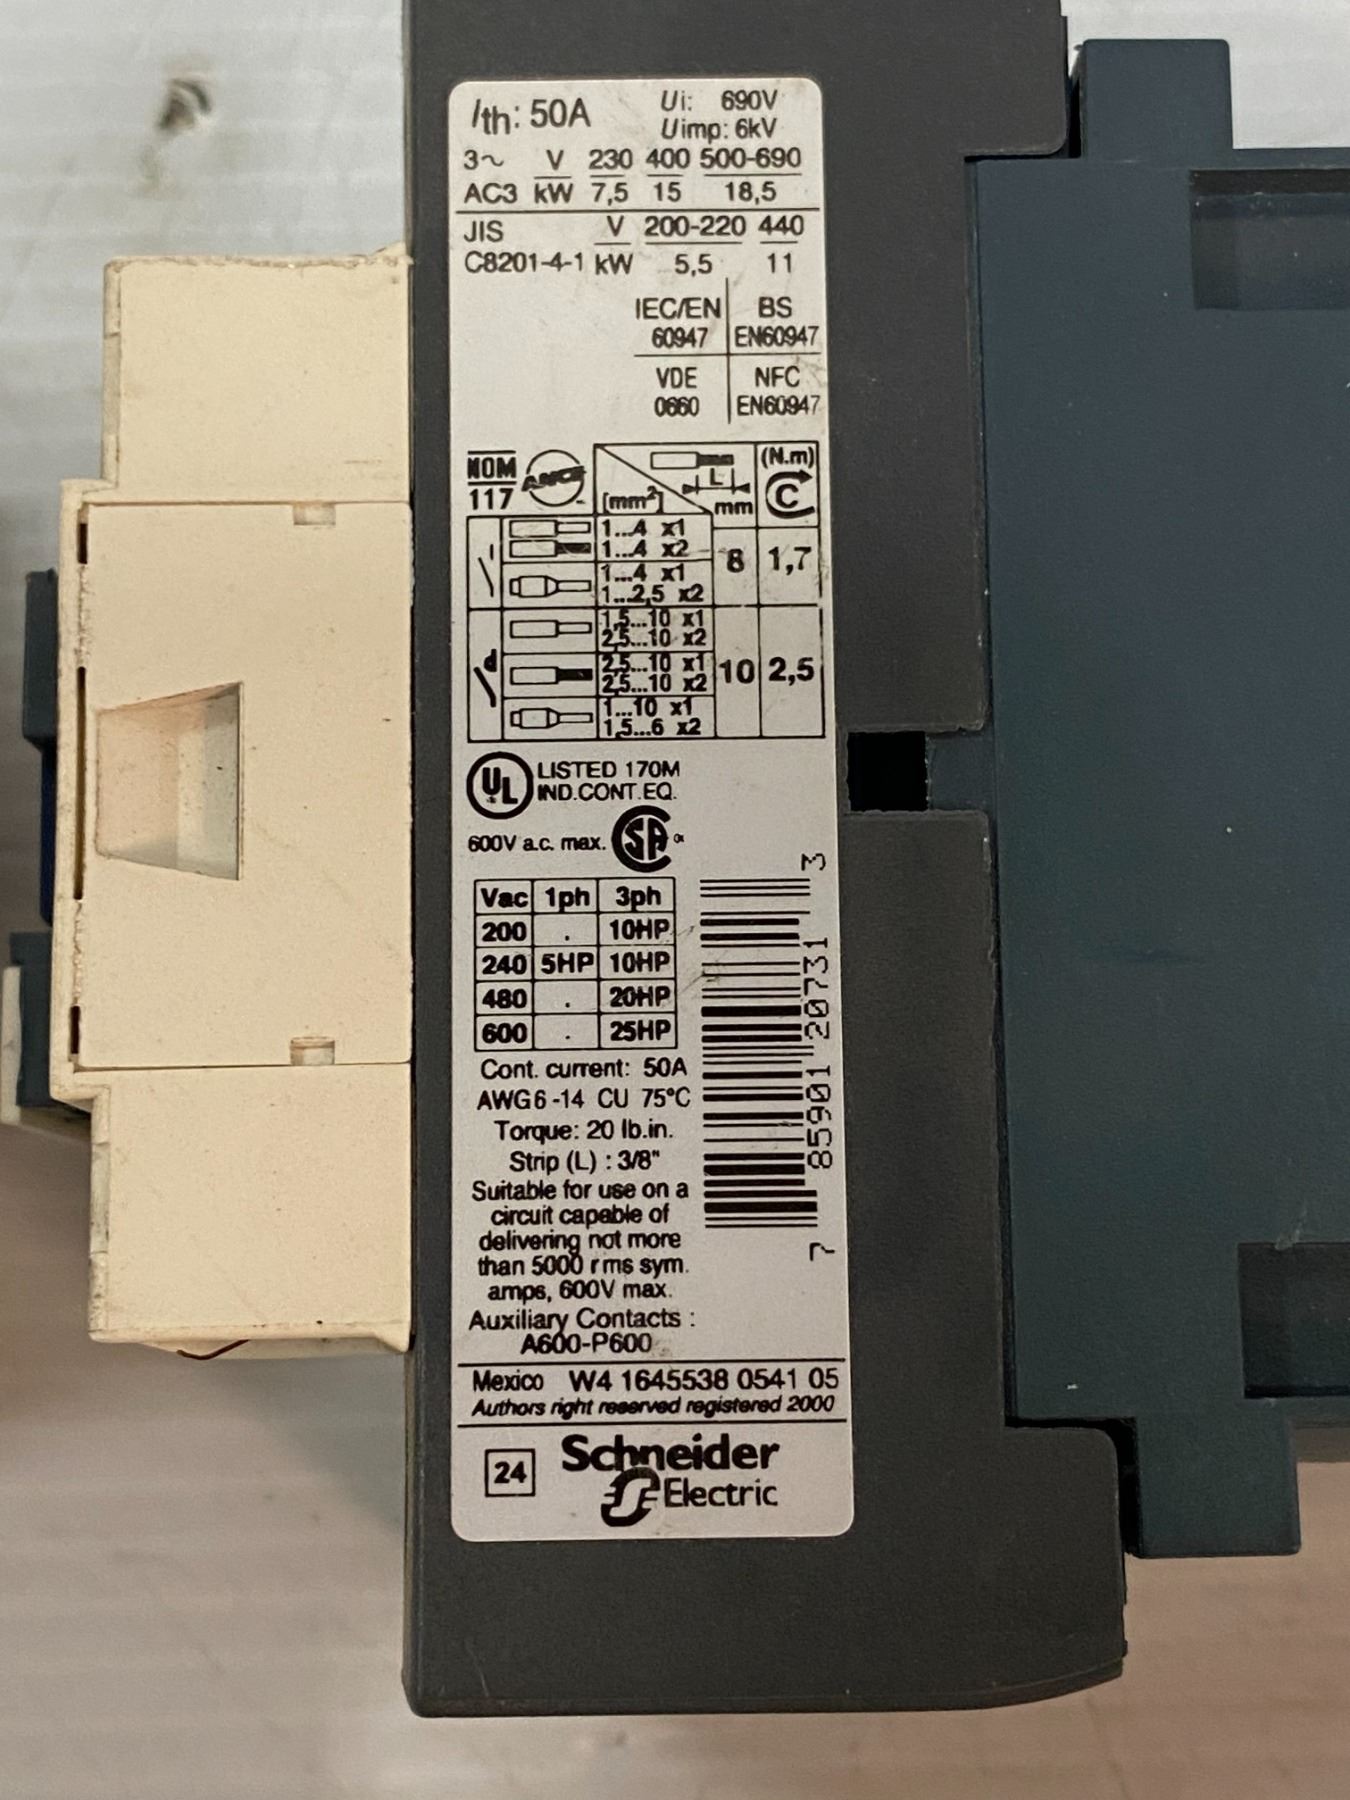 Ith: 50A Ui: 690V
Uimp: 6kV
3~ V 230 400 500-690
AC3 kW 7,5 15 18,5
JIS V 200-220 440
C8201-4-1 kW 5,5 11
IEC/EN BS
60947 EN60947
VDE NFC
0660 EN60947
NOM ANCE (N.m)
117 [mm²] L mm C
1...4 x1
1...4 x2
8 1,7
1...4 x1
1...2,5 x2
1,5...10 x1
2,5...10 x2
2,5...10 x1
10 2,5
2,5...10 x2
1...10 x1
1,5...6 x2
UL LISTED 170M
IND.CONT.EQ.
600V a.c. max. SA
Vac 1ph 3ph
200 . 10HP
240 5HP 10HP
480 . 20HP
600 . 25HP
Cont. current: 50A
AWG6-14 CU 75°C
Torque: 20 lb.in.
Strip (L) : 3/8"
Suitable for use on a
circuit capable of
delivering not more
than 5000 rms sym.
amps, 600V max.
Auxiliary Contacts :
A600-P600
7 85901 20731 3
Mexico W4 1645538 0541 05
Authors right reserved registered 2000
24 Schneider
Electric